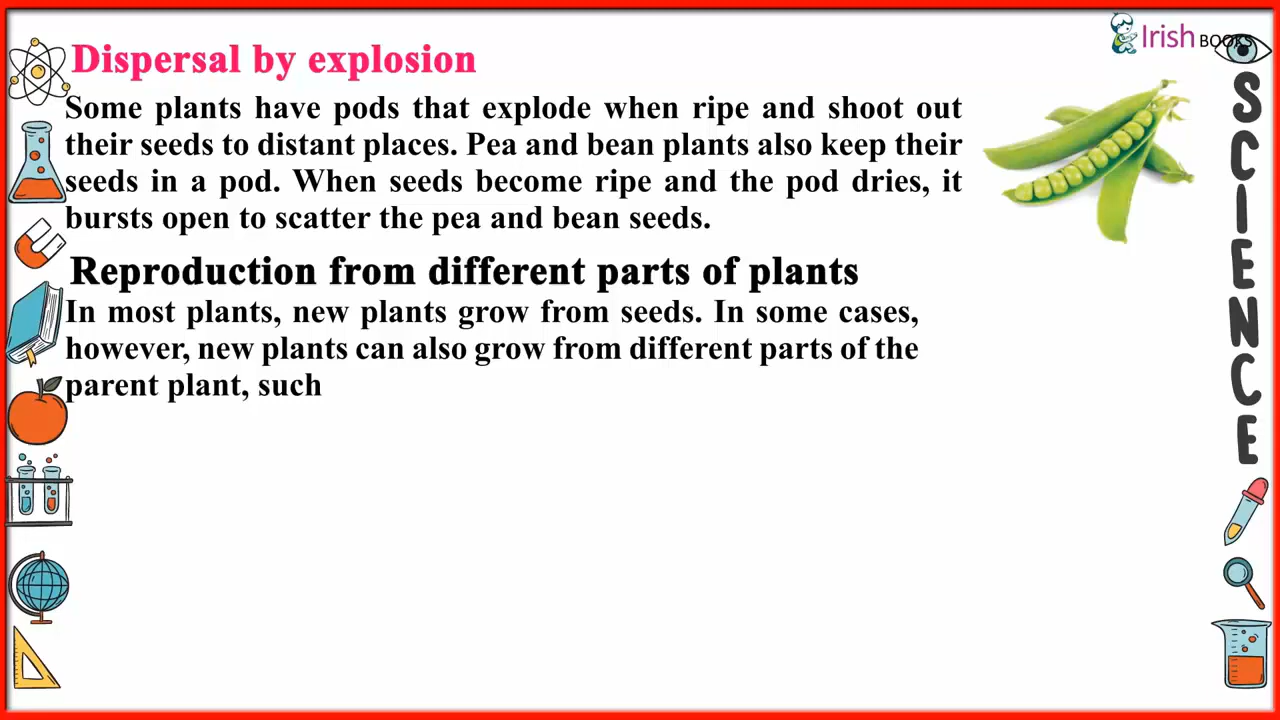 Irish BOOKS
Dispersal by explosion
Some plants have pods that explode when ripe and shoot out
their seeds to distant places. Pea and bean plants also keep their
seeds in a pod. When seeds become ripe and the pod dries, it
bursts open to scatter the pea and bean seeds.
Reproduction from different parts of plants
In most plants, new plants grow from seeds. In some cases,
however, new plants can also grow from different parts of the
parent plant, such
SCIENCE